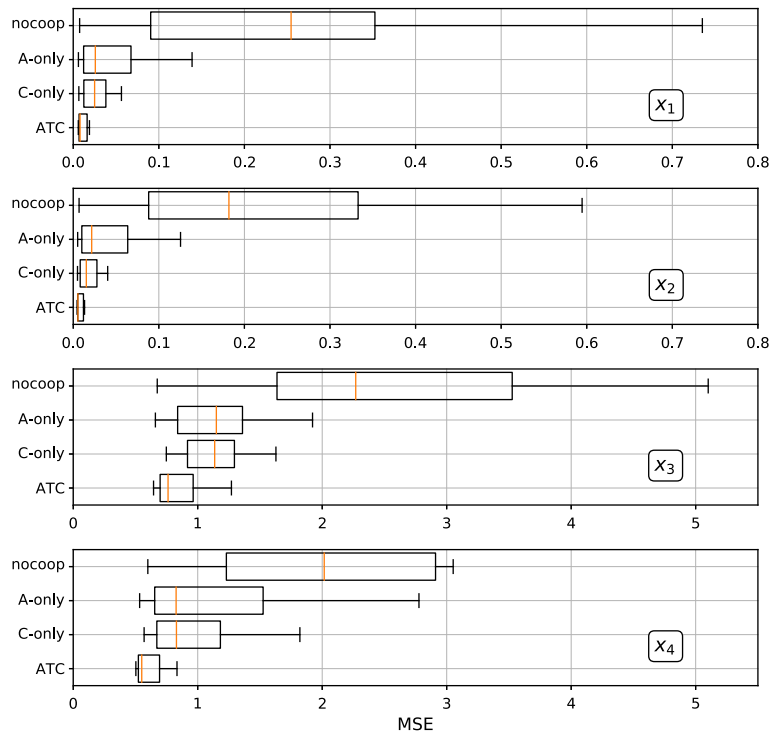 nocoop
A-only
C-only
ATC
x₁
0.0 0.1 0.2 0.3 0.4 0.5 0.6 0.7 0.8
nocoop
A-only
C-only
ATC
x₂
0.0 0.1 0.2 0.3 0.4 0.5 0.6 0.7 0.8
nocoop
A-only
C-only
ATC
x₃
0 1 2 3 4 5
nocoop
A-only
C-only
ATC
x₄
0 1 2 3 4 5
MSE